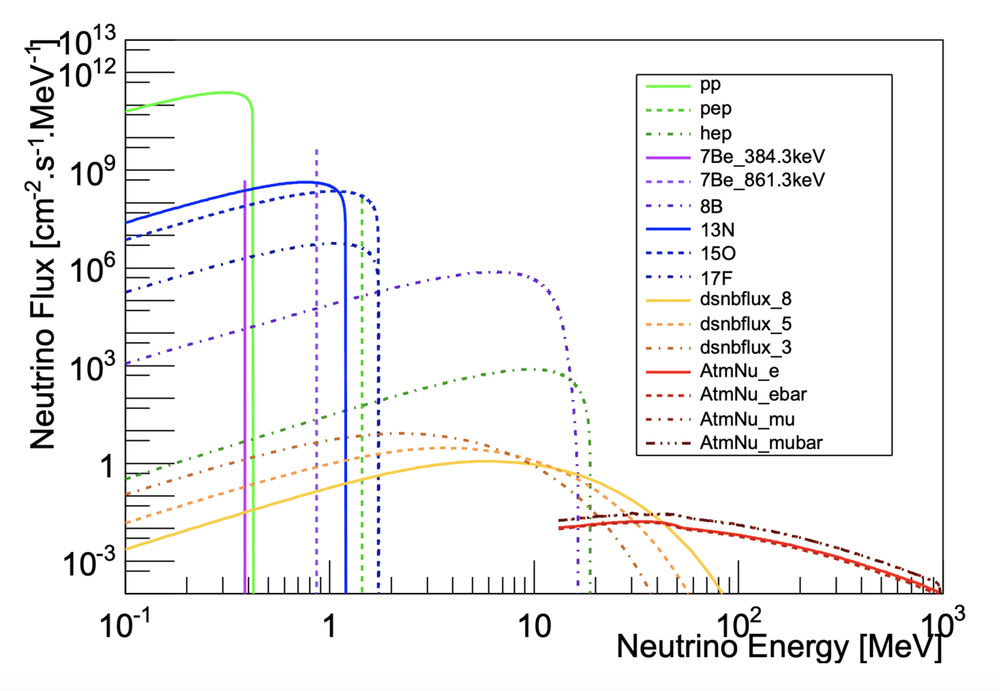 Neutrino Flux [cm⁻².s⁻¹.MeV⁻¹]
10¹³
10¹²
10⁹
10⁶
10³
1
10⁻³
pp
pep
hep
7Be_384.3keV
7Be_861.3keV
8B
13N
15O
17F
dsnbflux_8
dsnbflux_5
dsnbflux_3
AtmNu_e
AtmNu_ebar
AtmNu_mu
AtmNu_mubar
10⁻¹ 1 10 10² 10³
Neutrino Energy [MeV]